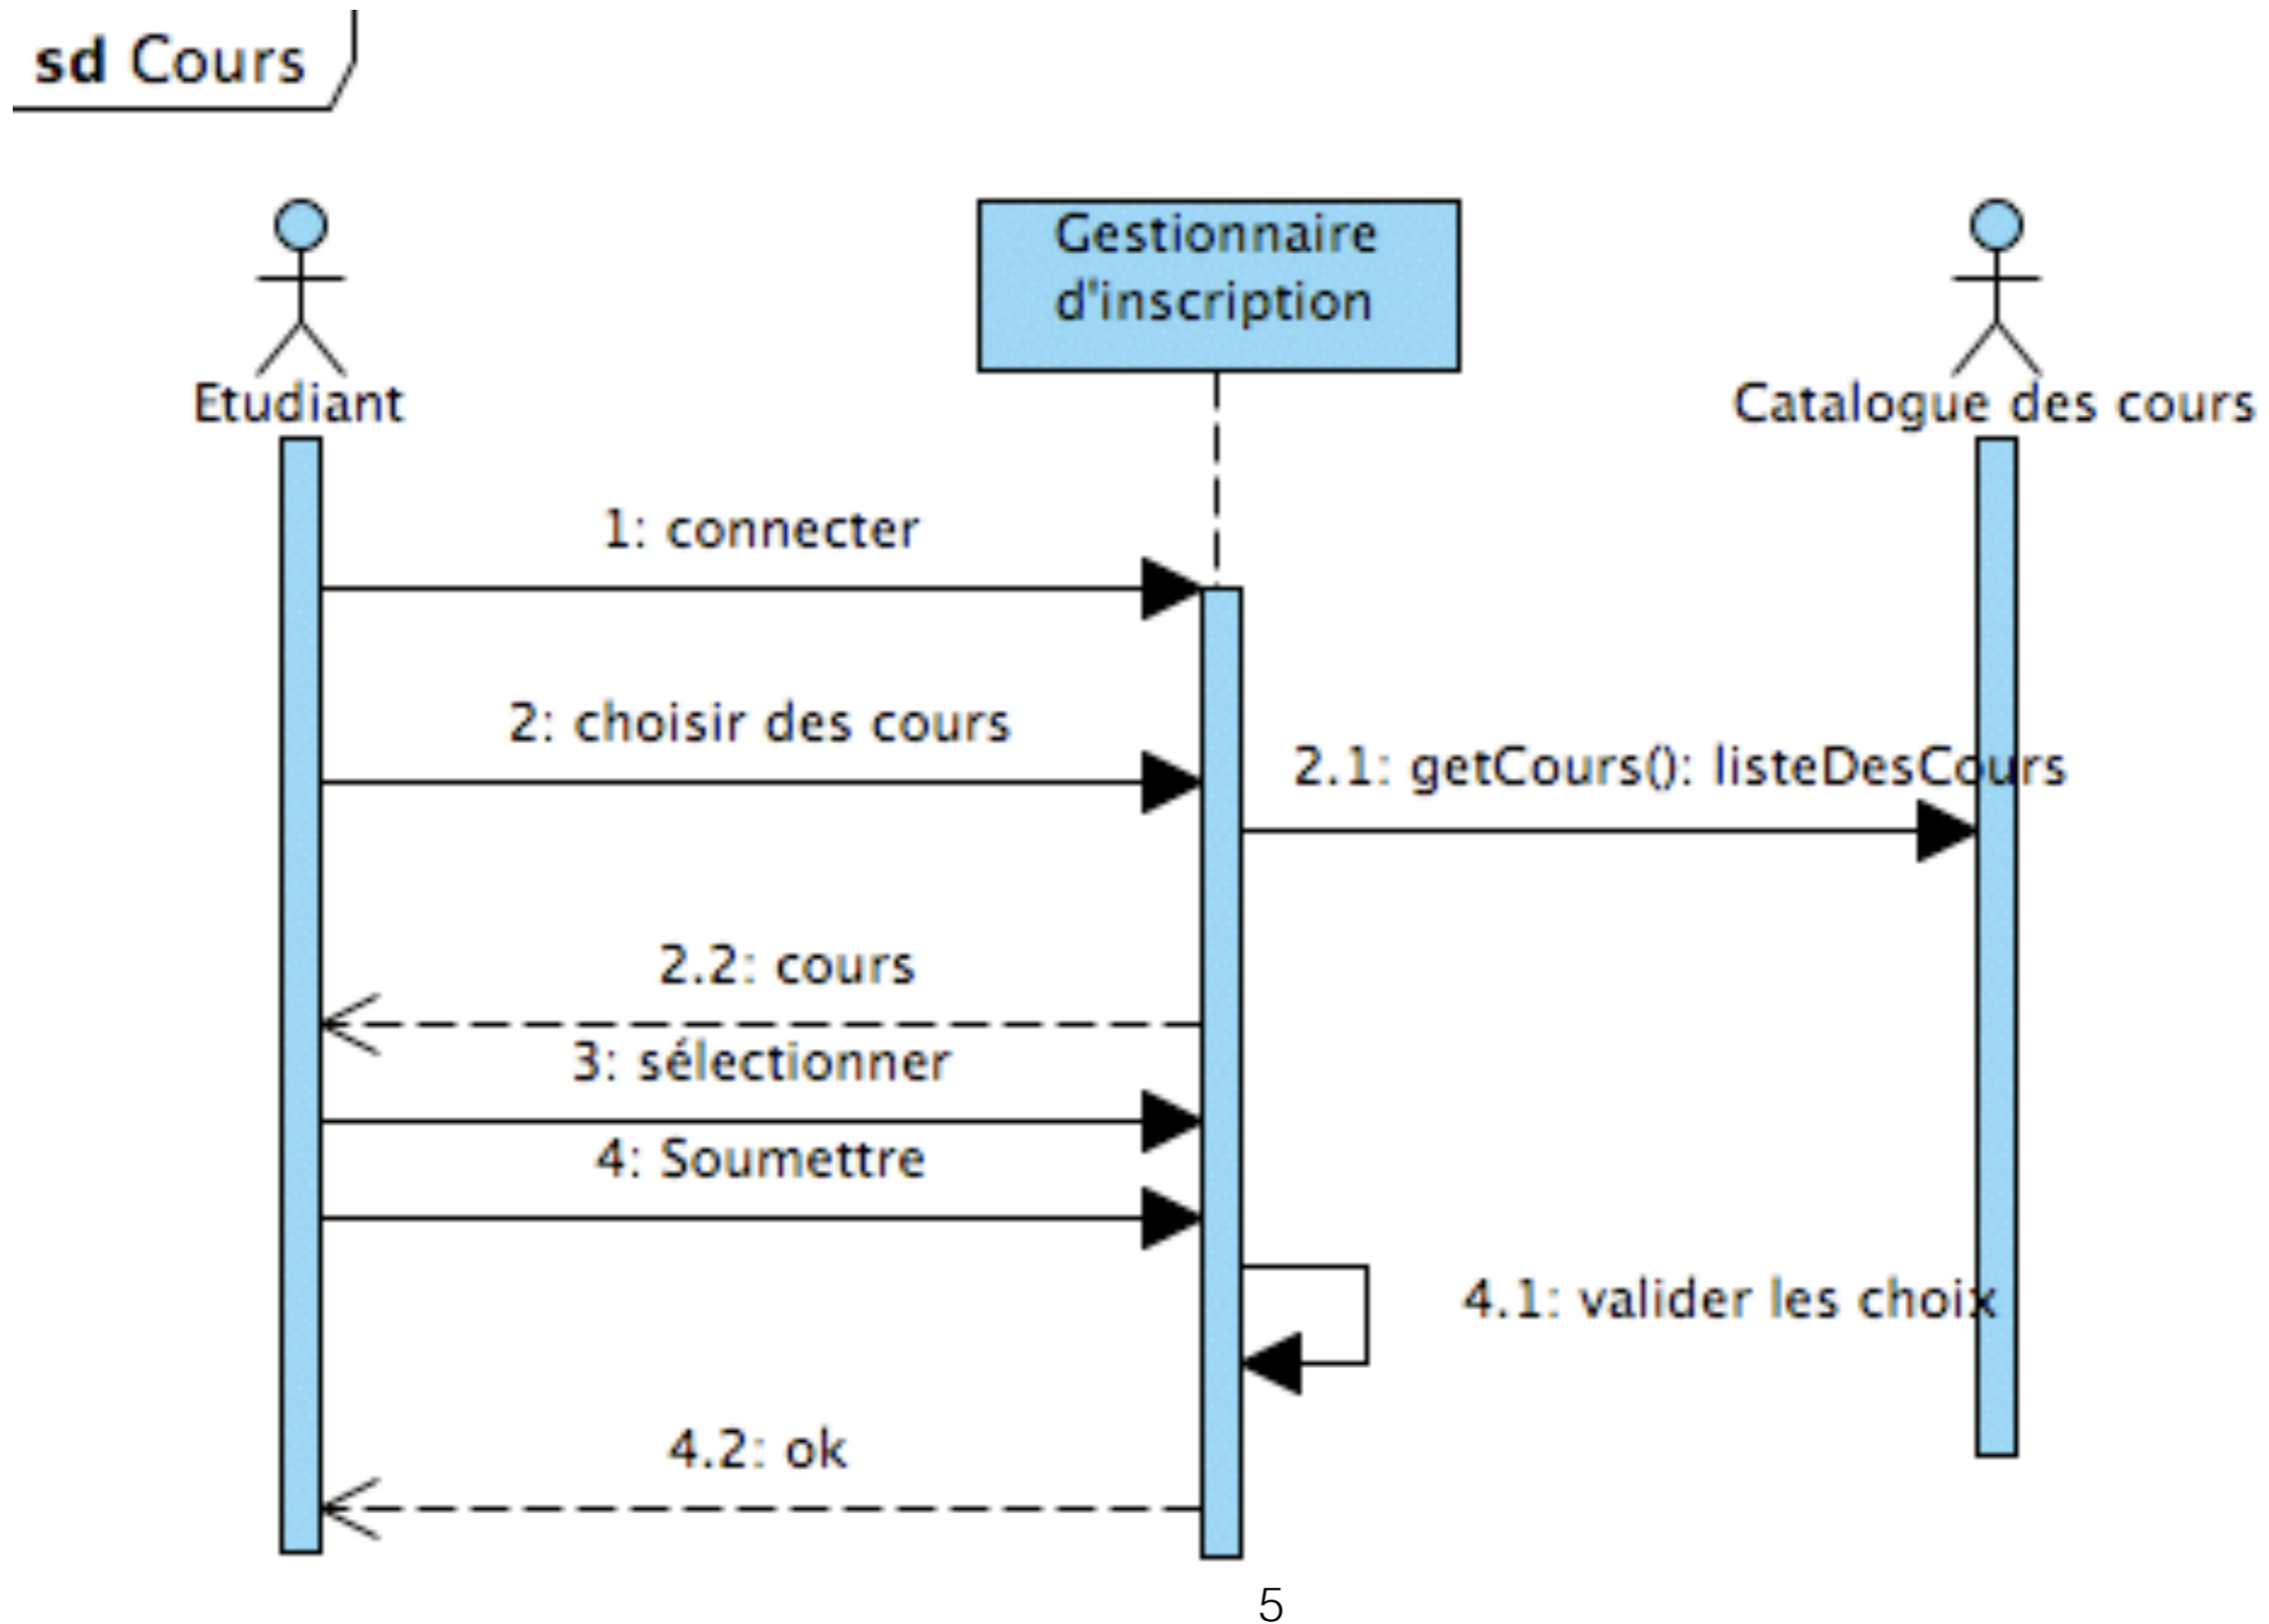 sd Cours
Gestionnaire
d'inscription
Etudiant
Catalogue des cours
1: connecter
2: choisir des cours
2.1: getCours(): listeDesCours
2.2: cours
3: sélectionner
4: Soumettre
4.1: valider les choix
4.2: ok
5